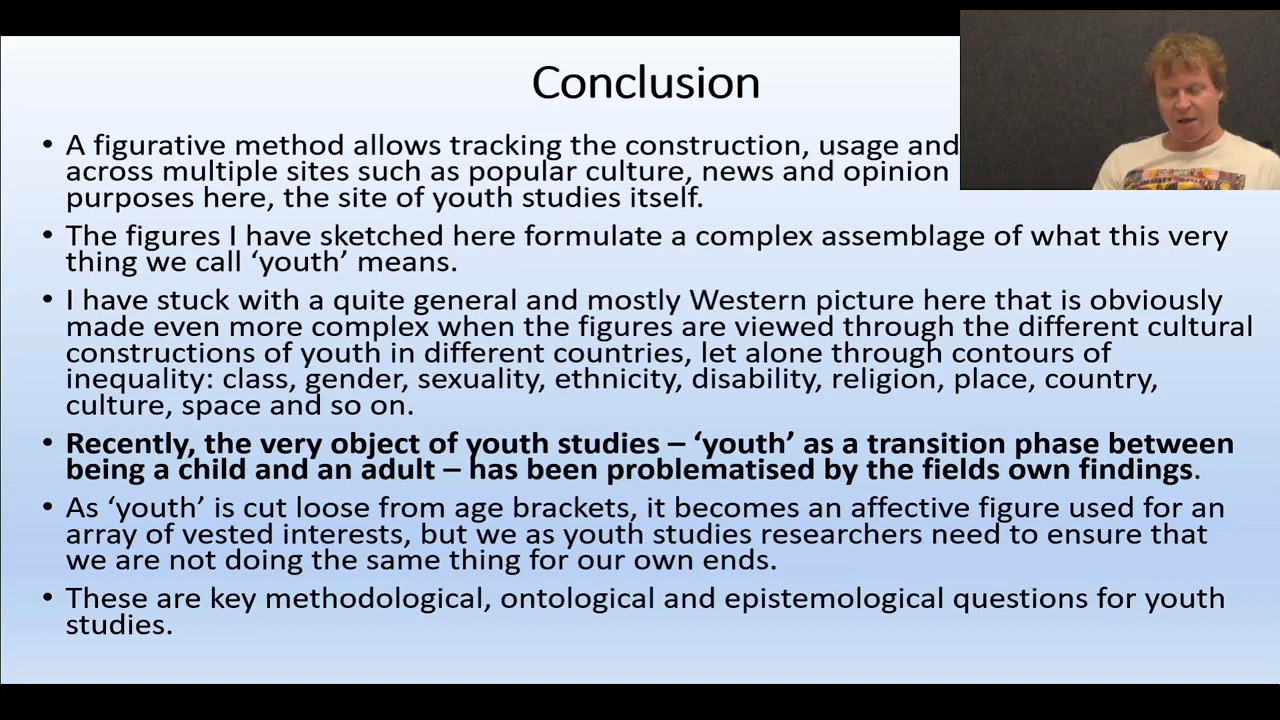 Conclusion
• A figurative method allows tracking the construction, usage and
across multiple sites such as popular culture, news and opinion
purposes here, the site of youth studies itself.
• The figures I have sketched here formulate a complex assemblage of what this very
thing we call ‘youth’ means.
• I have stuck with a quite general and mostly Western picture here that is obviously
made even more complex when the figures are viewed through the different cultural
constructions of youth in different countries, let alone through contours of
inequality: class, gender, sexuality, ethnicity, disability, religion, place, country,
culture, space and so on.
• Recently, the very object of youth studies – ‘youth’ as a transition phase between
being a child and an adult – has been problematised by the fields own findings.
• As ‘youth’ is cut loose from age brackets, it becomes an affective figure used for an
array of vested interests, but we as youth studies researchers need to ensure that
we are not doing the same thing for our own ends.
• These are key methodological, ontological and epistemological questions for youth
studies.